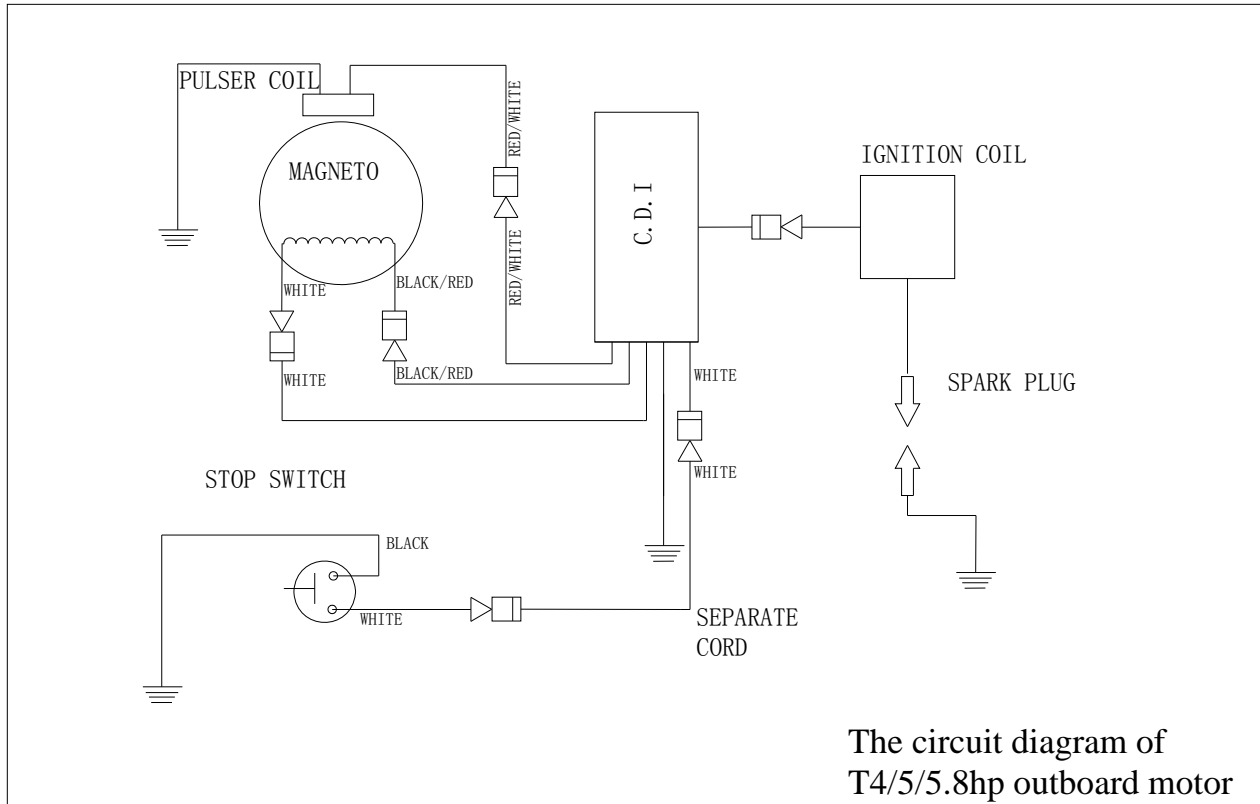 PULSER COIL
MAGNETO
RED/WHITE
RED/WHITE
C.D.I
IGNITION COIL
WHITE
BLACK/RED
WHITE
BLACK/RED
WHITE
SPARK PLUG
WHITE
STOP SWITCH
BLACK
WHITE
SEPARATE
CORD
The circuit diagram of
T4/5/5.8hp outboard motor